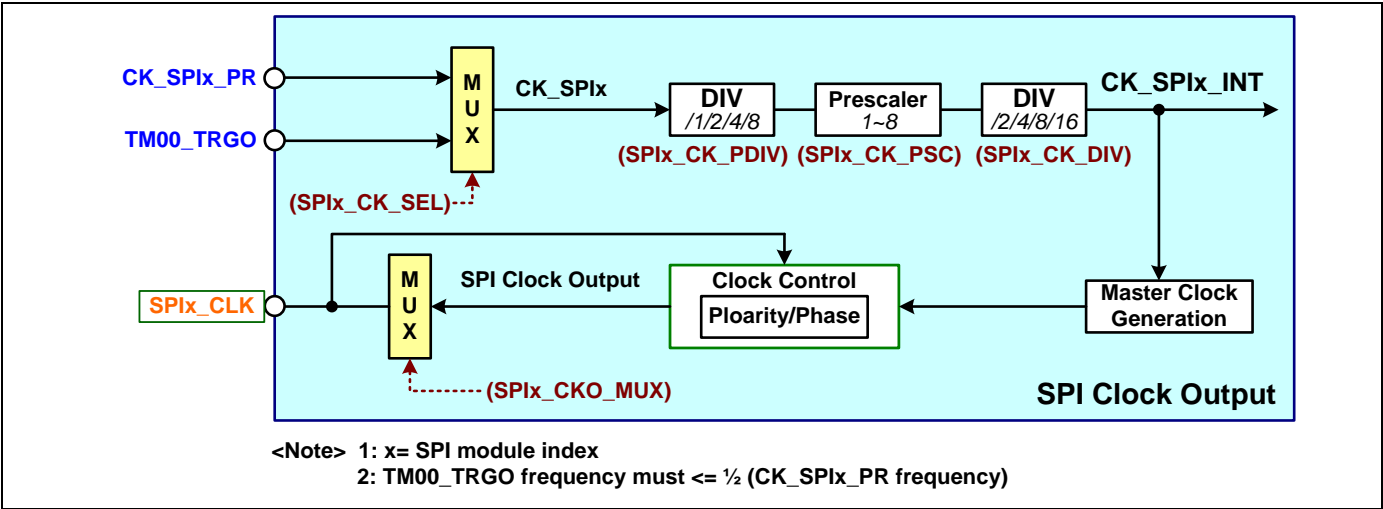 CK_SPIx_PR
TM00_TRGO
MUX
CK_SPIx
DIV
/1/2/4/8
(SPIx_CK_PDIV)
Prescaler
1~8
(SPIx_CK_PSC)
DIV
/2/4/8/16
(SPIx_CK_DIV)
CK_SPIx_INT
(SPIx_CK_SEL)
SPIx_CLK
MUX
SPI Clock Output
Clock Control
Ploarity/Phase
Master Clock
Generation
(SPIx_CKO_MUX)
SPI Clock Output
<Note> 1: x= SPI module index
2: TM00_TRGO frequency must <= ½ (CK_SPIx_PR frequency)